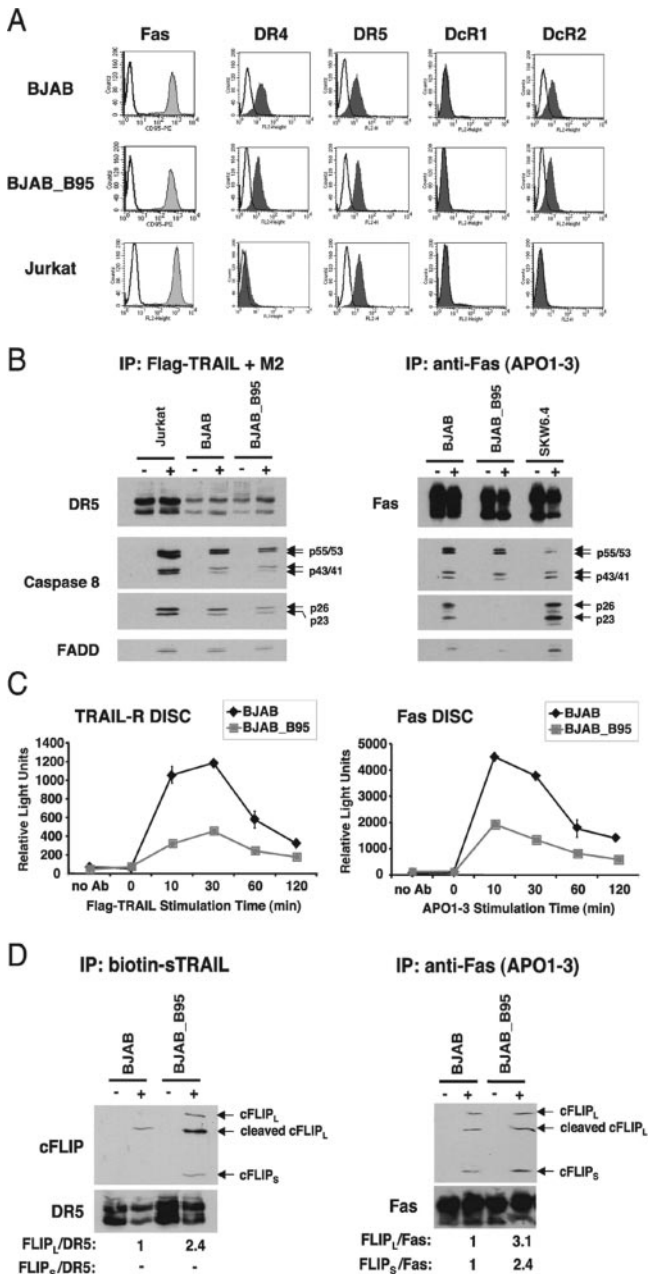 A
Fas DR4 DR5 DcR1 DcR2
BJAB
BJAB_B95
Jurkat
Counts
CD95-PE
FL2-Height
FL2-H
B
IP: Flag-TRAIL + M2
IP: anti-Fas (APO1-3)
Jurkat BJAB BJAB_B95
BJAB BJAB_B95 SKW6.4
- + - + - +
- + - + - +
DR5
Fas
Caspase 8
p55/53
p43/41
p26
p23
FADD
p55/53
p43/41
p26
p23
C
TRAIL-R DISC
BJAB
BJAB_B95
Relative Light Units
1400
1200
1000
800
600
400
200
0
no Ab 0 10 30 60 120
Flag-TRAIL Stimulation Time (min)
Fas DISC
BJAB
BJAB_B95
Relative Light Units
5000
4000
3000
2000
1000
0
no Ab 0 10 30 60 120
APO1-3 Stimulation Time (min)
D
IP: biotin-sTRAIL
IP: anti-Fas (APO1-3)
BJAB BJAB_B95
BJAB BJAB_B95
- + - +
- + - +
cFLIP
cFLIPL
cleaved cFLIPL
cFLIPS
cFLIPL
cleaved cFLIPL
cFLIPS
DR5
Fas
FLIPL/DR5: 1 2.4
FLIPS/DR5: - -
FLIPL/Fas: 1 3.1
FLIPS/Fas: 1 2.4